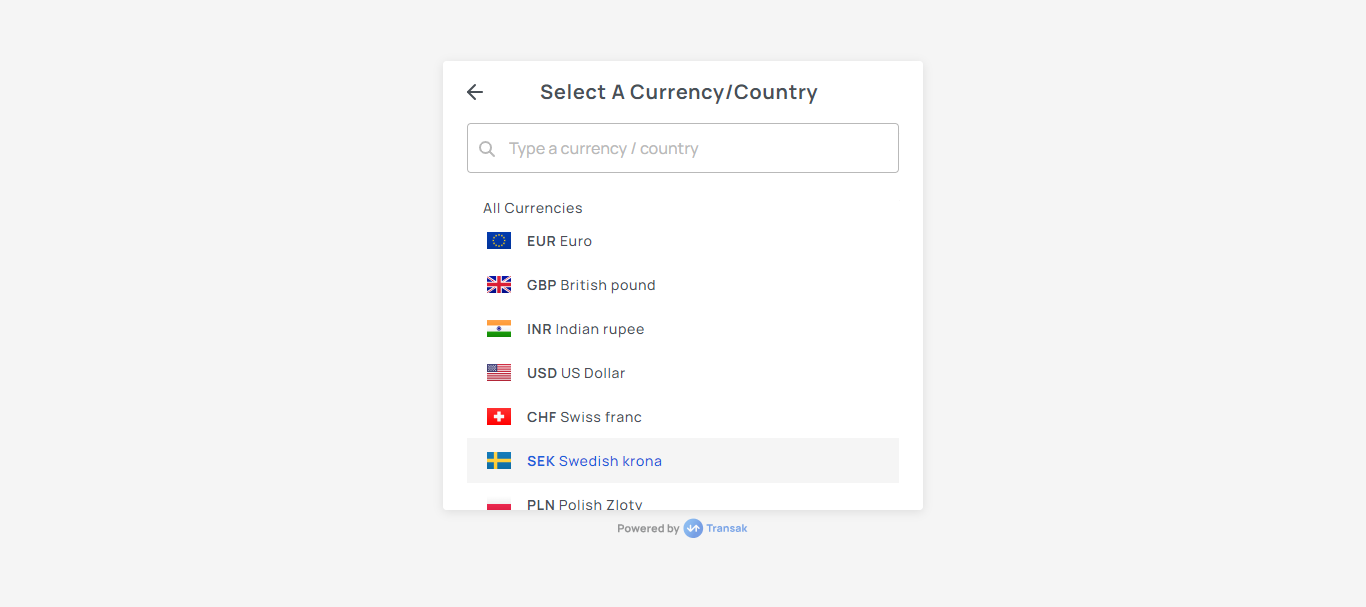 Select A Currency/Country
Type a currency / country
All Currencies
EUR Euro
GBP British pound
INR Indian rupee
USD US Dollar
CHF Swiss franc
SEK Swedish krona
PLN Polish Zloty
Powered by Transak